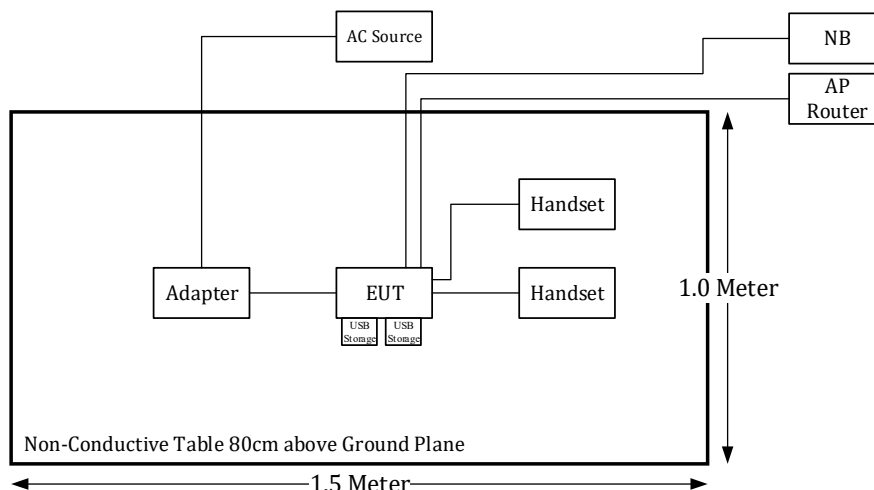 AC Source
NB
AP
Router
Handset
Adapter
EUT
Handset
1.0 Meter
USB
Storage
USB
Storage
Non-Conductive Table 80cm above Ground Plane
1.5 Meter